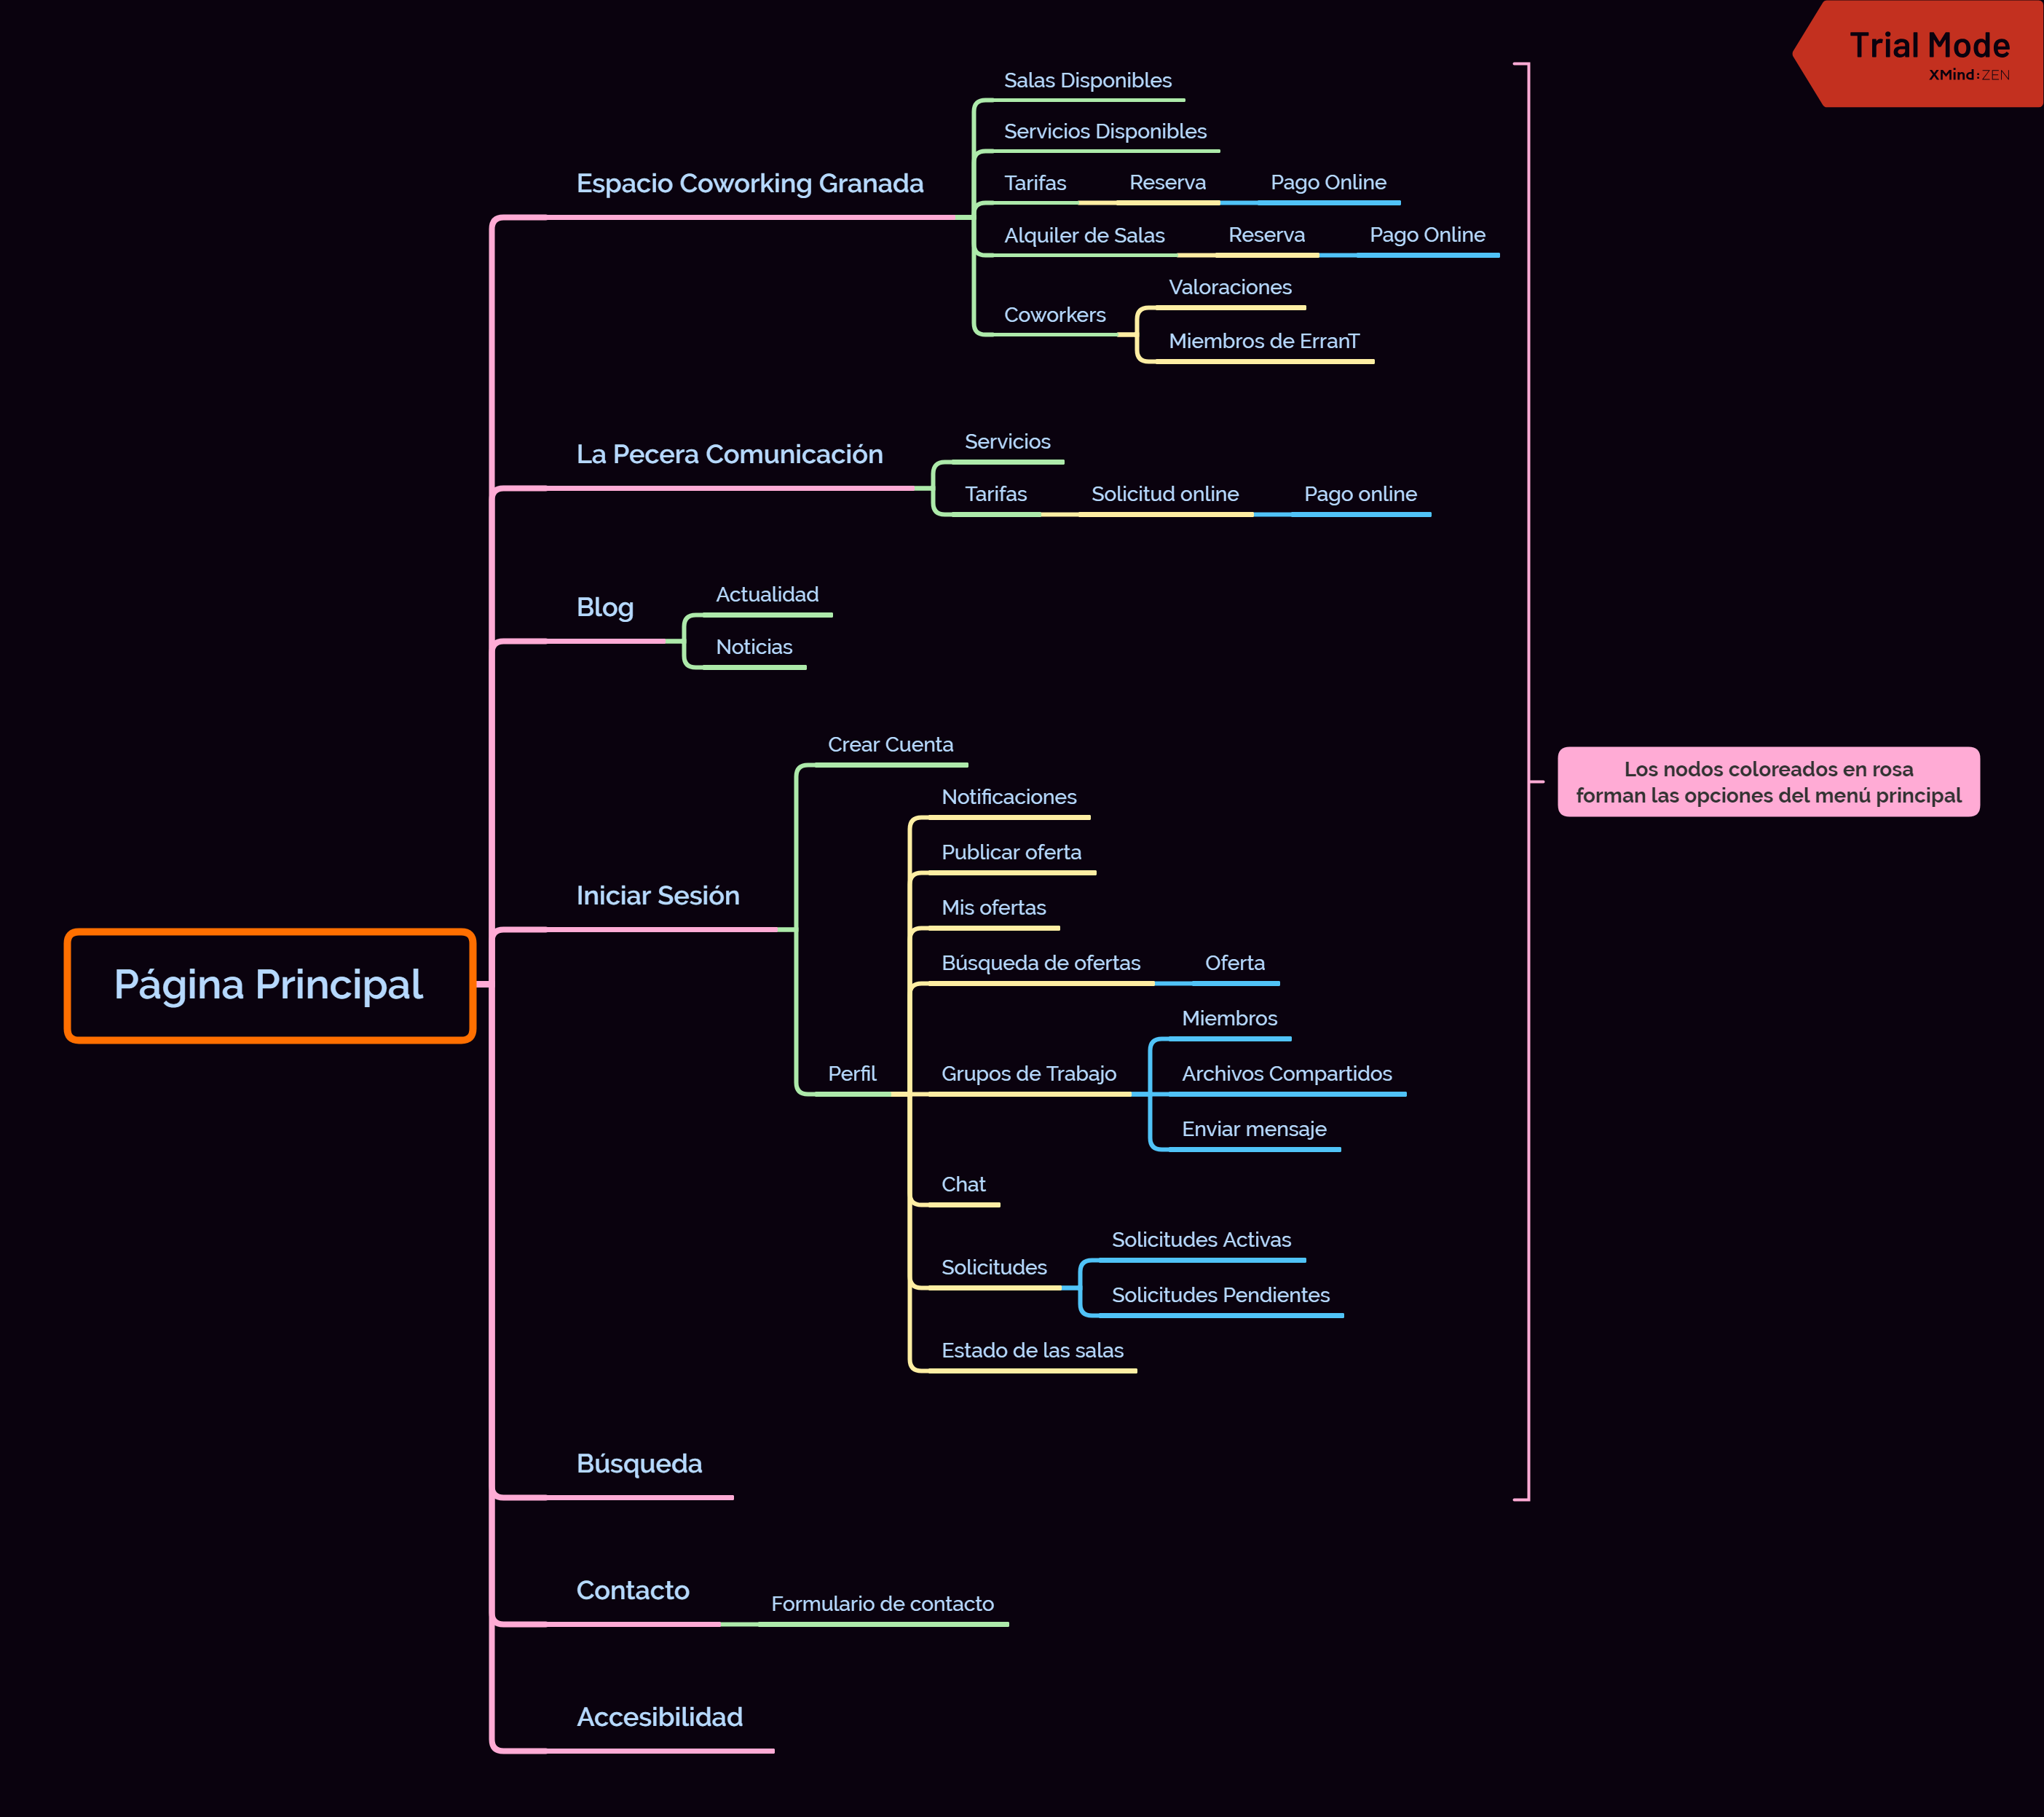 Trial Mode
XMind:ZEN
Página Principal
Espacio Coworking Granada
Salas Disponibles
Servicios Disponibles
Tarifas
Reserva
Pago Online
Alquiler de Salas
Reserva
Pago Online
Coworkers
Valoraciones
Miembros de ErranT
La Pecera Comunicación
Servicios
Tarifas
Solicitud online
Pago online
Blog
Actualidad
Noticias
Iniciar Sesión
Crear Cuenta
Perfil
Notificaciones
Publicar oferta
Mis ofertas
Búsqueda de ofertas
Oferta
Grupos de Trabajo
Miembros
Archivos Compartidos
Enviar mensaje
Chat
Solicitudes
Solicitudes Activas
Solicitudes Pendientes
Estado de las salas
Búsqueda
Contacto
Formulario de contacto
Accesibilidad
Los nodos coloreados en rosa
forman las opciones del menú principal